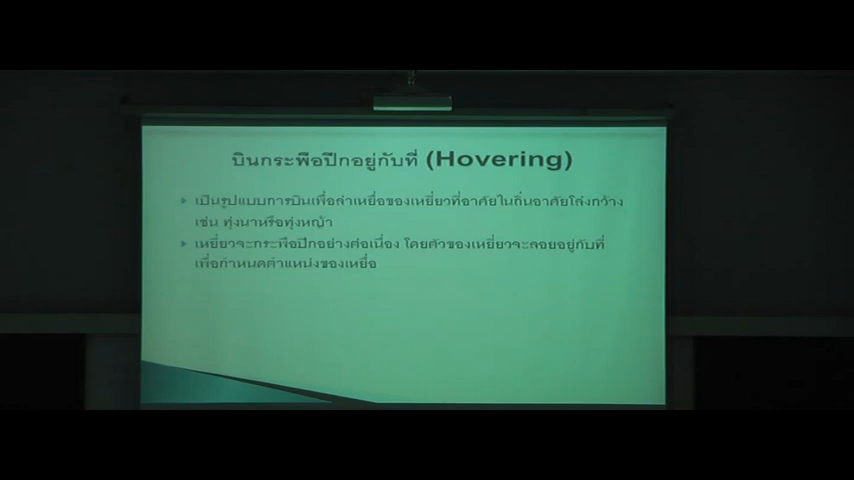 บินกระพือปีกอยู่กับที่ (Hovering)
เป็นรูปแบบการบินเพื่อล่าเหยื่อของเหยี่ยวที่อาศัยในถิ่นอาศัยโล่งกว้าง
เช่น ทุ่งนาหรือทุ่งหญ้า
เหยี่ยวจะกระพือปีกอย่างต่อเนื่อง โดยตัวของเหยี่ยวจะลอยอยู่กับที่
เพื่อกำหนดตำแหน่งของเหยื่อ